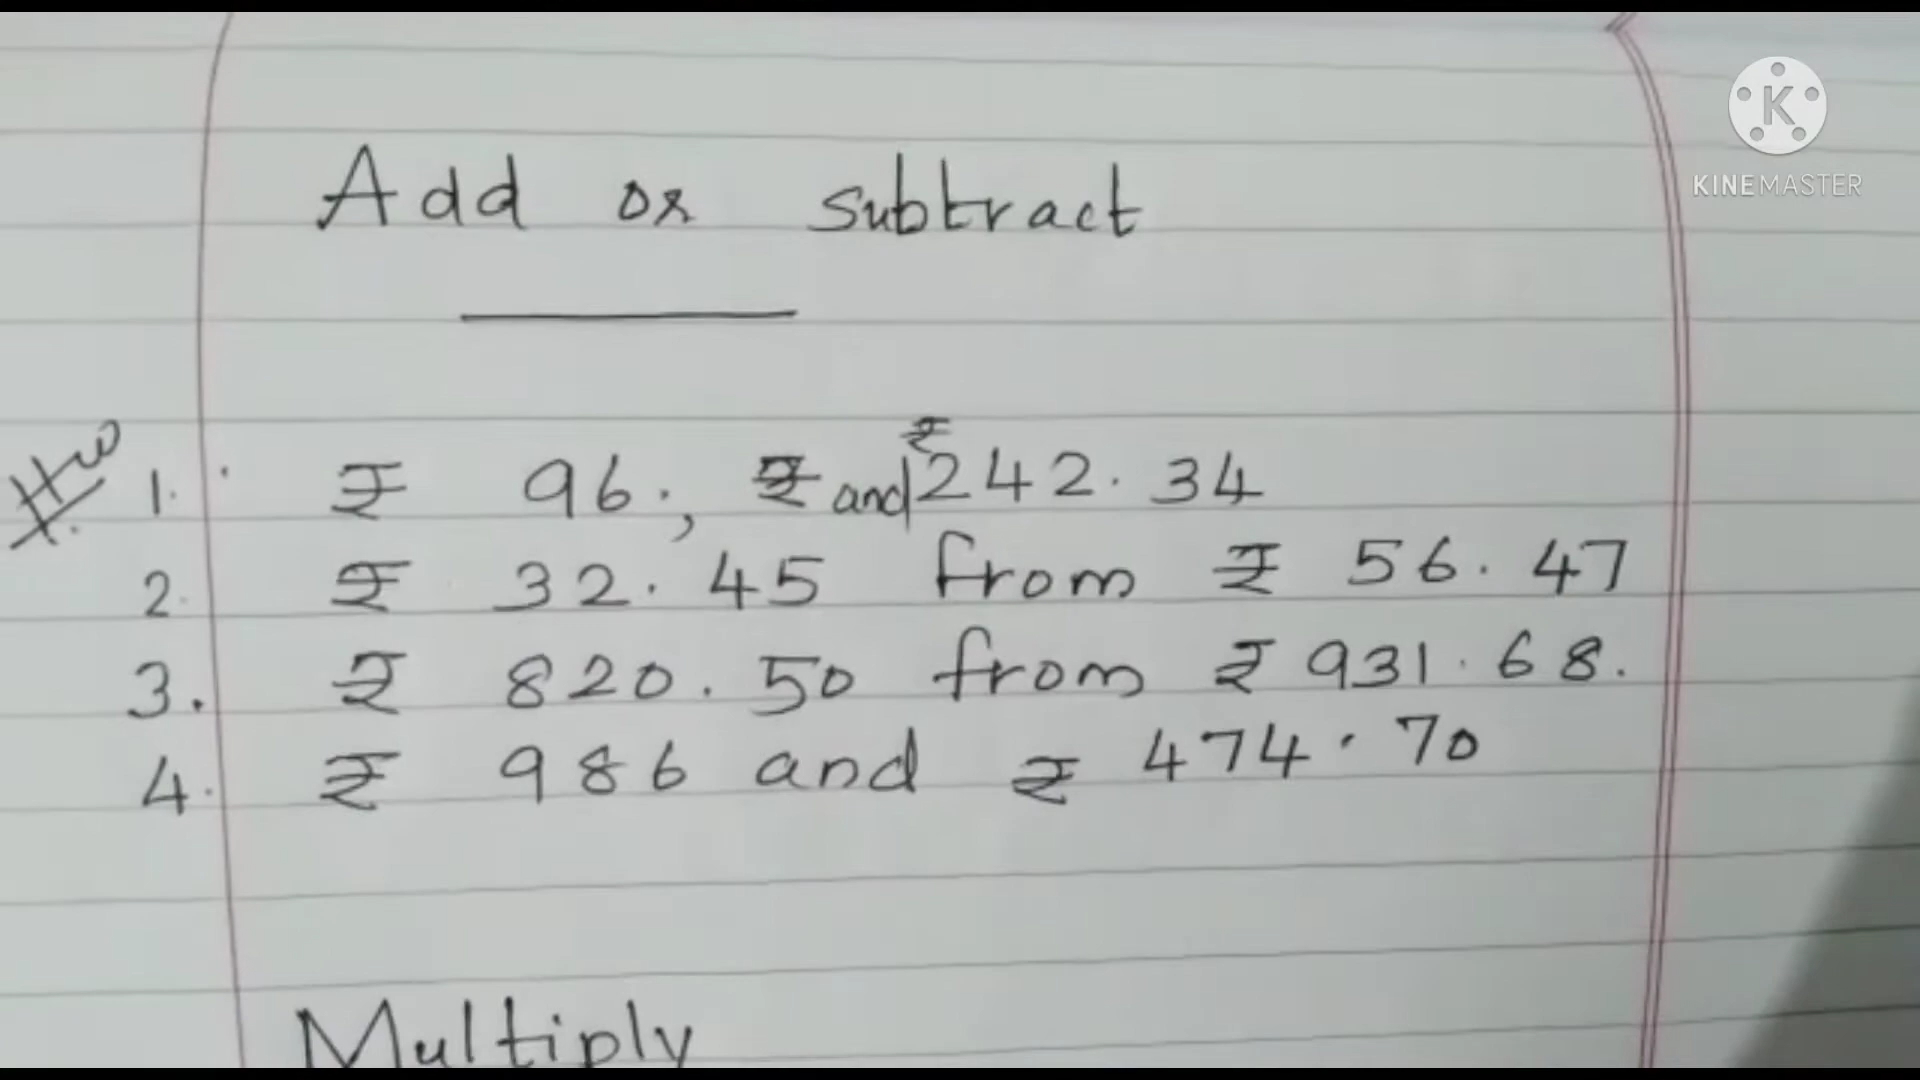 K
KINEMASTER
Add or subtract
H.w
1. ₹ 96., ₹ and ₹ 242.34
2. ₹ 32.45 from ₹ 56.47
3. ₹ 820.50 from ₹ 931.68.
4. ₹ 986 and ₹ 474.70
Multiply